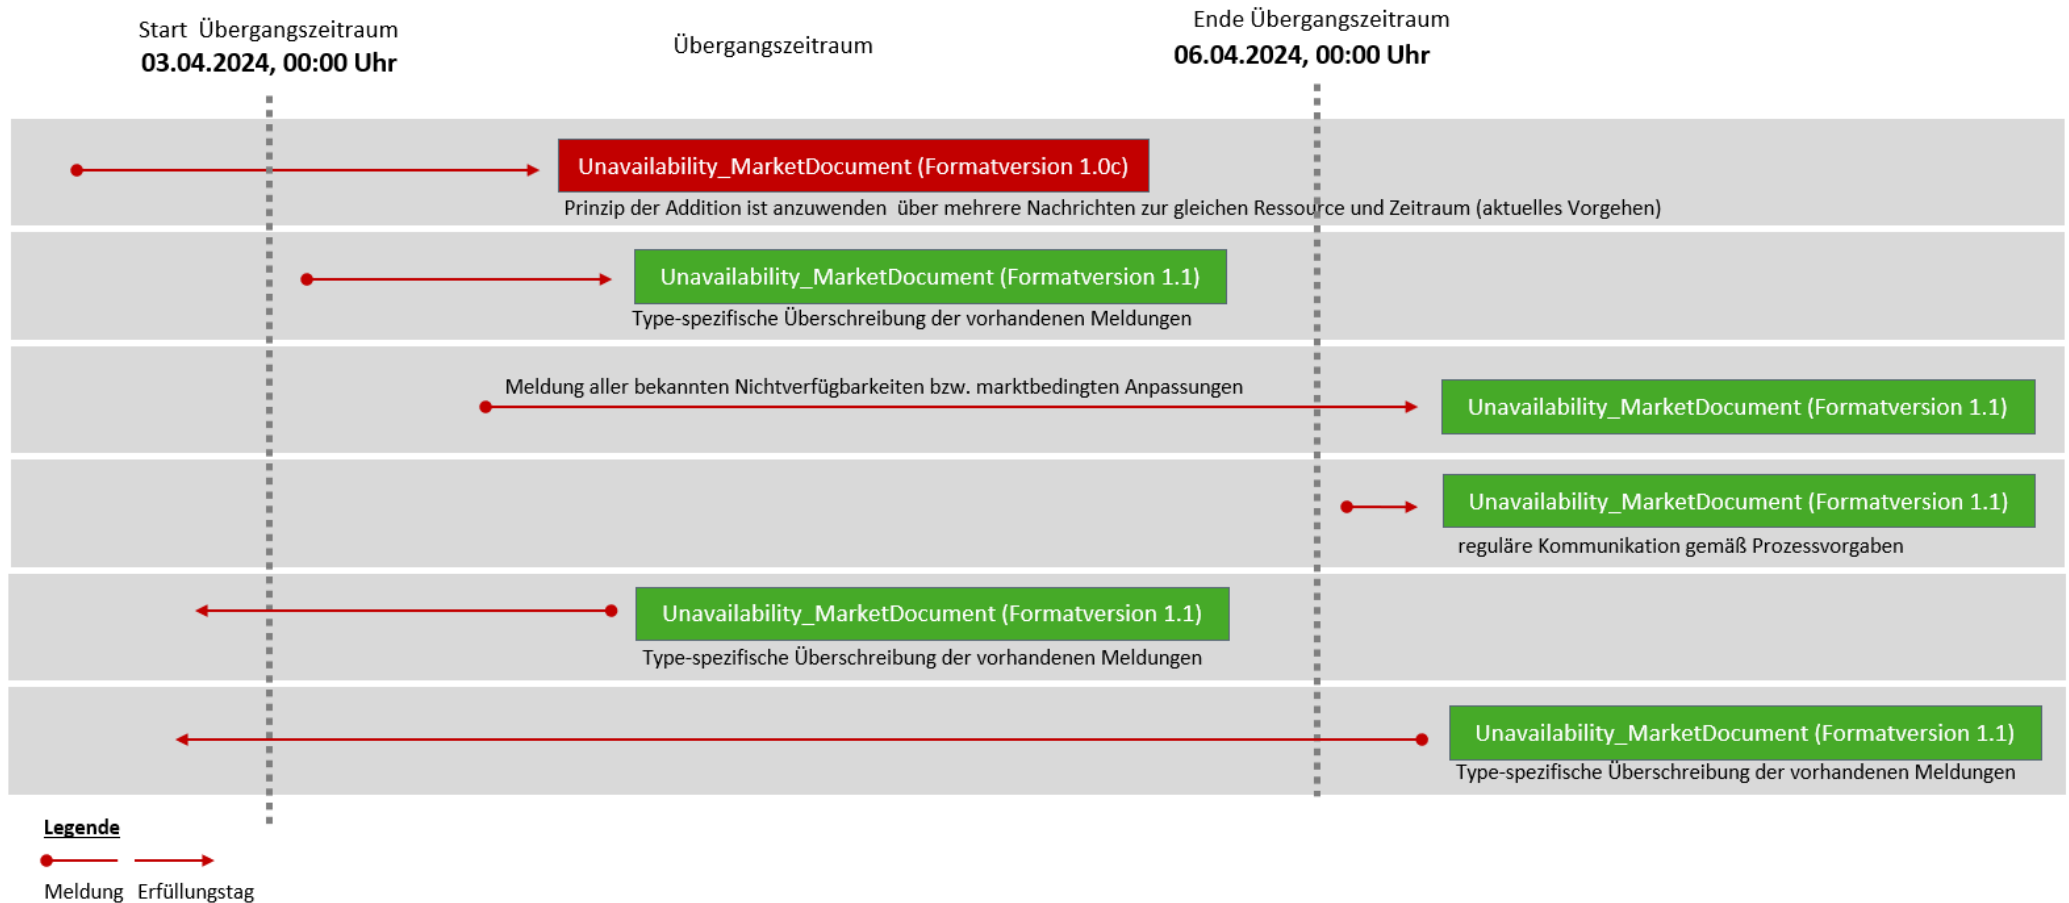 Start  Übergangszeitraum
03.04.2024, 00:00 Uhr
Übergangszeitraum
Ende Übergangszeitraum
06.04.2024, 00:00 Uhr
Unavailability_MarketDocument (Formatversion 1.0c)
Prinzip der Addition ist anzuwenden  über mehrere Nachrichten zur gleichen Ressource und Zeitraum (aktuelles Vorgehen)
Unavailability_MarketDocument (Formatversion 1.1)
Type-spezifische Überschreibung der vorhandenen Meldungen
Meldung aller bekannten Nichtverfügbarkeiten bzw. marktbedingten Anpassungen
Unavailability_MarketDocument (Formatversion 1.1)
Unavailability_MarketDocument (Formatversion 1.1)
reguläre Kommunikation gemäß Prozessvorgaben
Unavailability_MarketDocument (Formatversion 1.1)
Type-spezifische Überschreibung der vorhandenen Meldungen
Unavailability_MarketDocument (Formatversion 1.1)
Type-spezifische Überschreibung der vorhandenen Meldungen
Legende
Meldung  Erfüllungstag